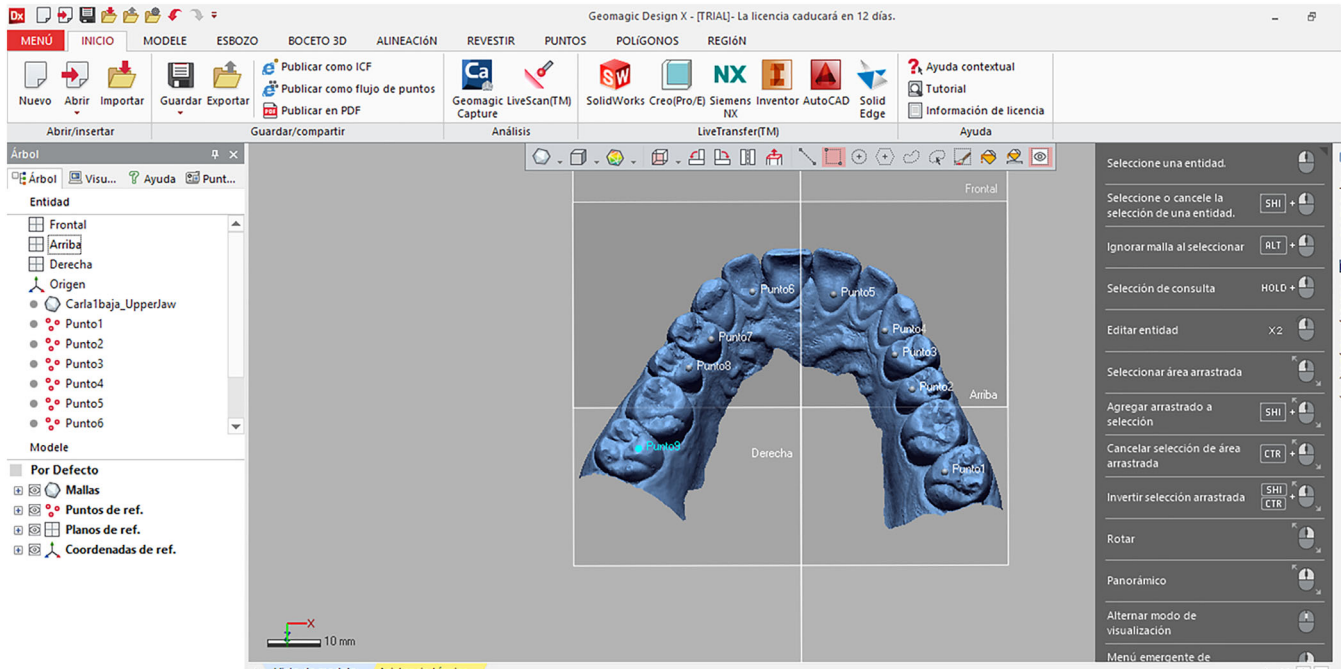 Geomagic Design X - [TRIAL]- La licencia caducará en 12 días.
MENÚ INICIO MODELE ESBOZO BOCETO 3D ALINEACIóN REVESTIR PUNTOS POLíGONOS REGIóN
Nuevo Abrir Importar
Guardar Exportar
Publicar como ICF
Publicar como flujo de puntos
Publicar en PDF
Geomagic Capture
LiveScan(TM)
SolidWorks Creo(Pro/E) Siemens NX Inventor AutoCAD Solid Edge
Ayuda contextual
Tutorial
Información de licencia
Abrir/insertar Guardar/compartir Análisis LiveTransfer(TM) Ayuda
Árbol
Árbol Visu... Ayuda Punt...
Entidad
Frontal
Arriba
Derecha
Origen
Carla1baja_UpperJaw
Punto1
Punto2
Punto3
Punto4
Punto5
Punto6
Modele
Por Defecto
Mallas
Puntos de ref.
Planos de ref.
Coordenadas de ref.
Frontal
Punto6
Punto5
Punto4
Punto7
Punto3
Punto8
Punto2
Arriba
Punto9
Derecha
Punto1
X
10 mm
Seleccione una entidad.
Seleccione o cancele la
selección de una entidad.
SHI +
Ignorar malla al seleccionar ALT +
Selección de consulta HOLD +
Editar entidad X2
Seleccionar área arrastrada
Agregar arrastrado a
selección
SHI +
Cancelar selección de área
arrastrada
CTR +
Invertir selección arrastrada SHI CTR +
Rotar
Panorámico
Alternar modo de
visualización
Menú emergente de